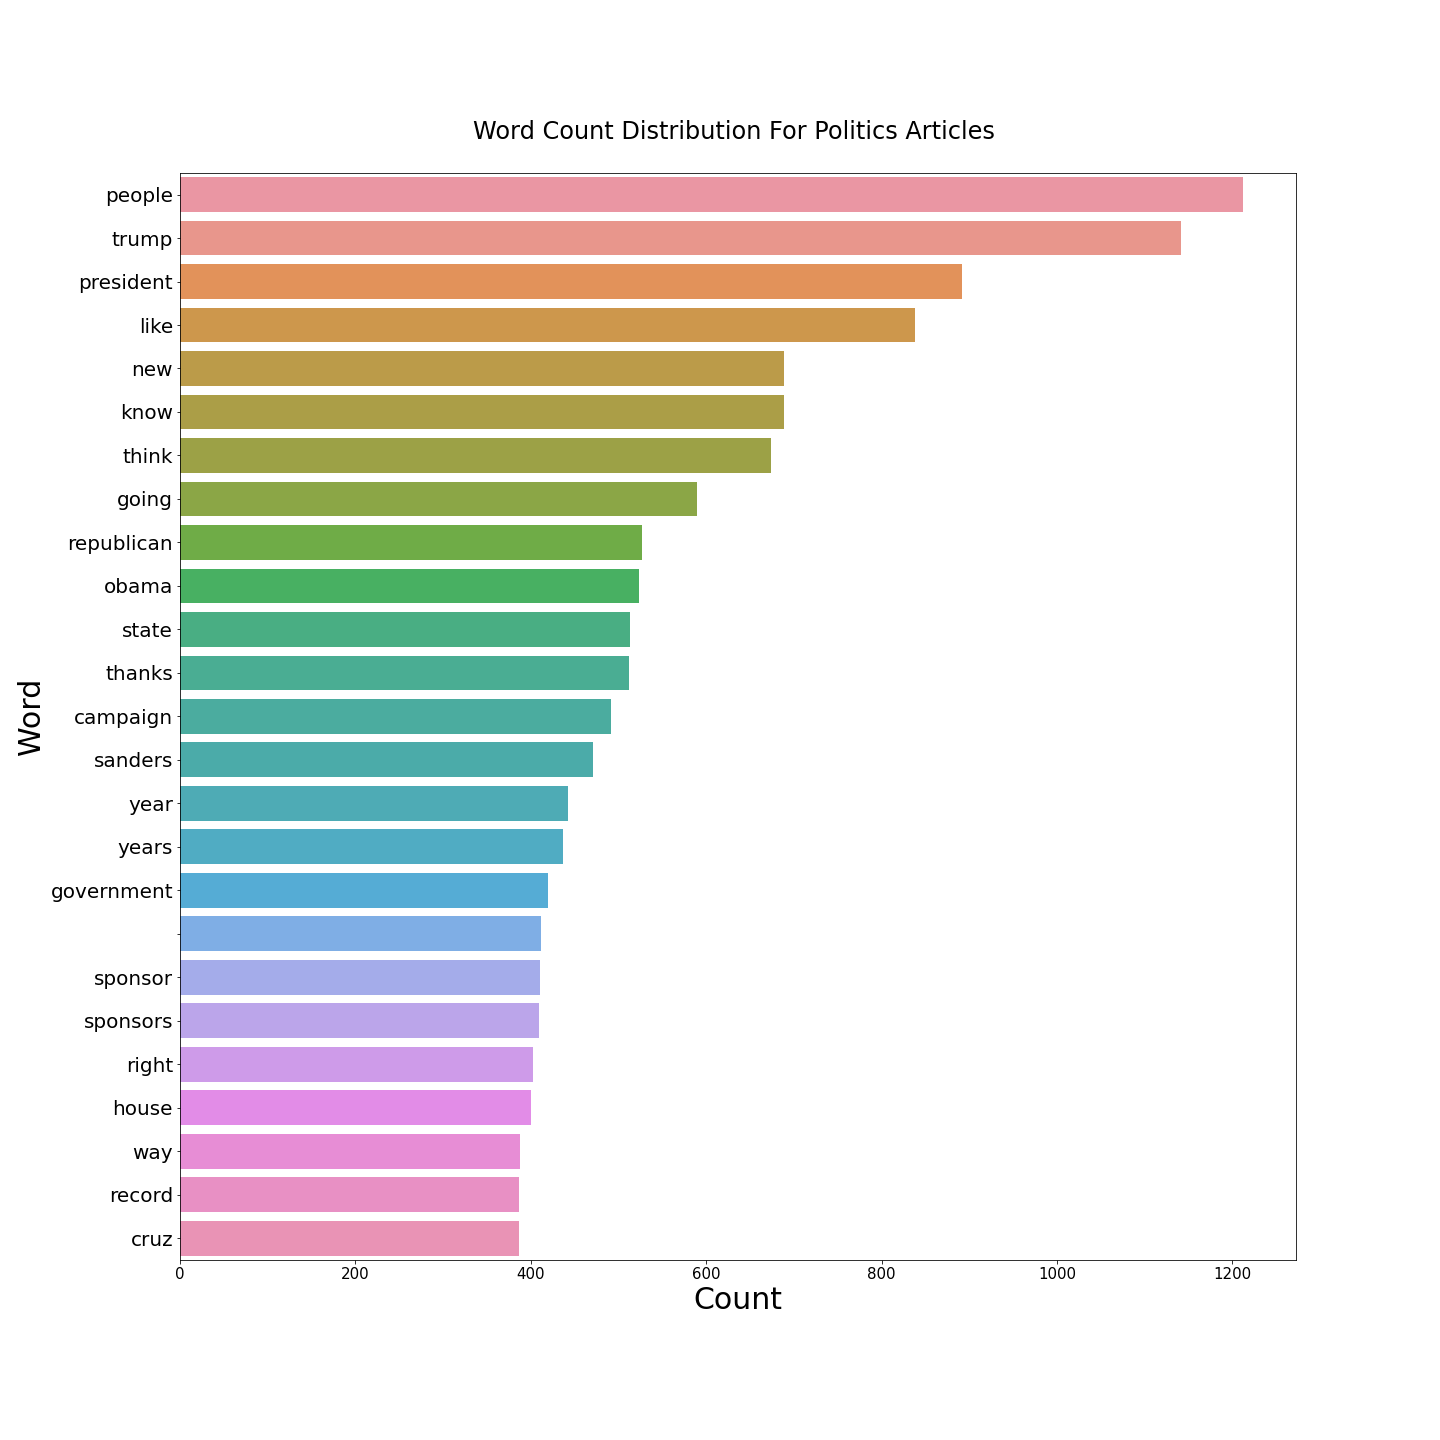 Word Count Distribution For Politics Articles
people
trump
president
like
new
know
think
going
republican
obama
state
thanks
campaign
sanders
year
years
government
sponsor
sponsors
right
house
way
record
cruz
Word
0 200 400 600 800 1000 1200
Count